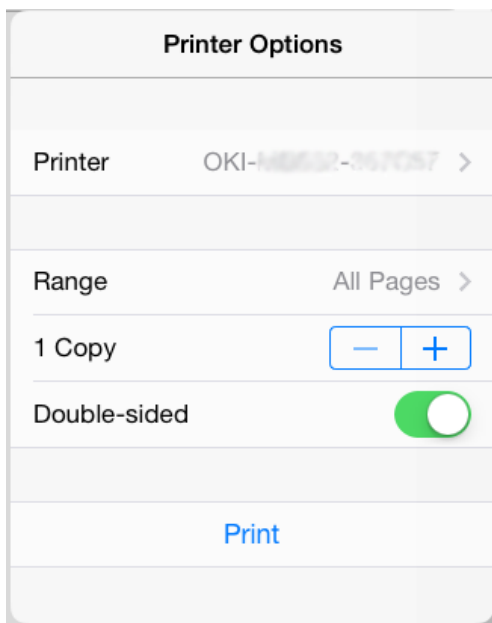 Printer Options
Printer OKI-
Range All Pages
1 Copy − +
Double-sided
Print